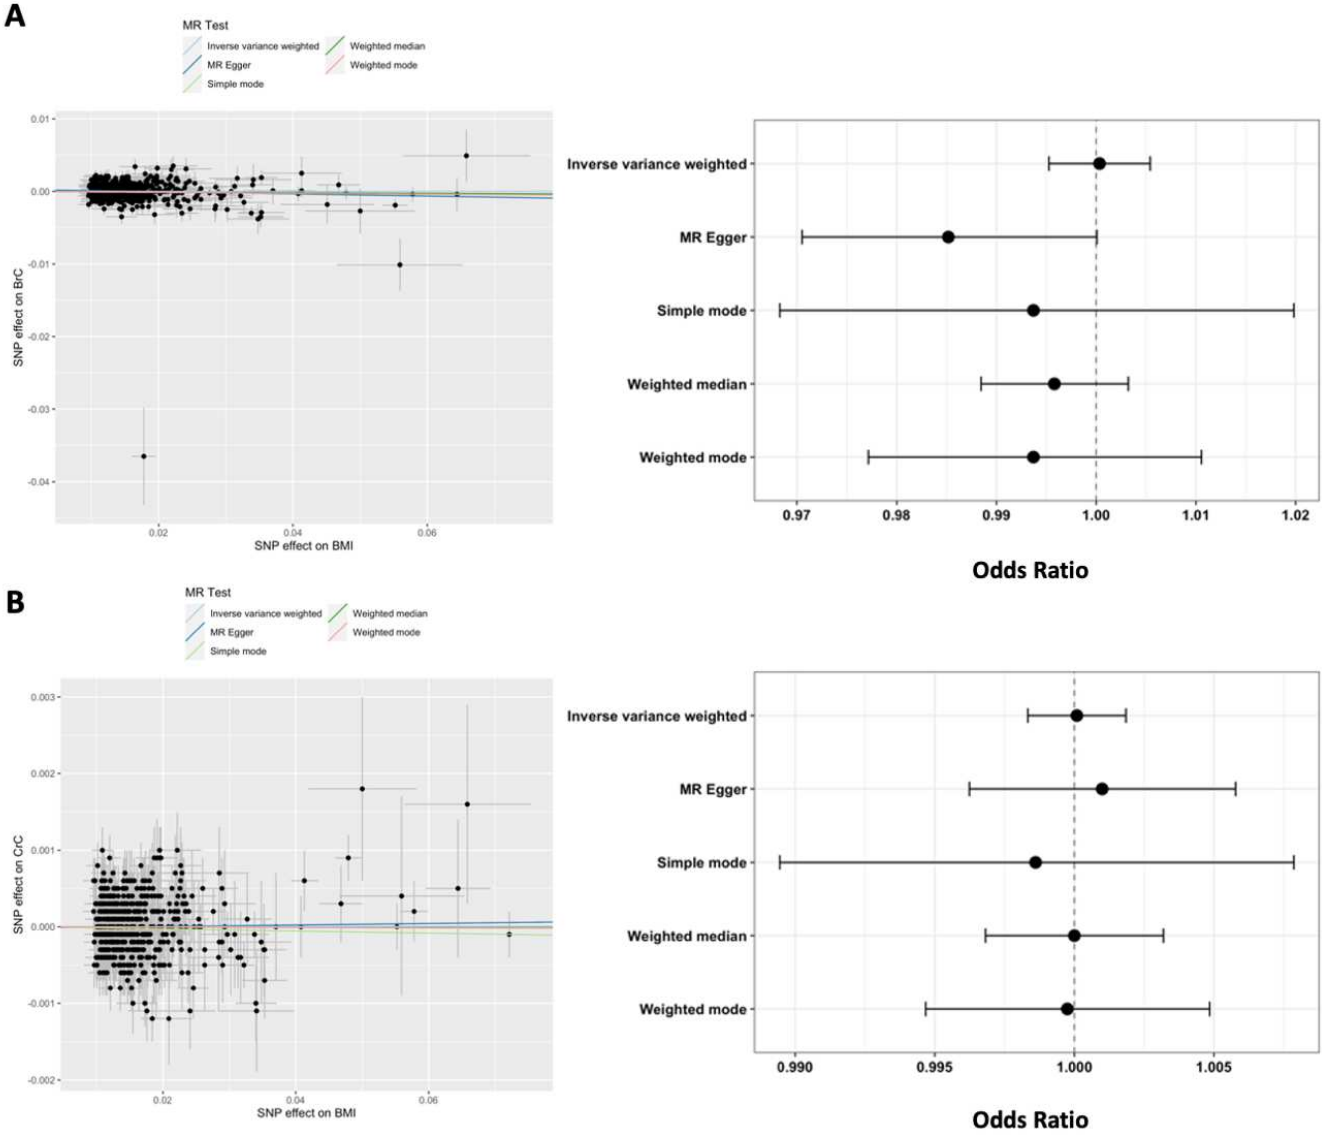 A
MR Test
Inverse variance weighted
Weighted median
MR Egger
Weighted mode
Simple mode
0.01
0.00
-0.01
-0.02
-0.03
-0.04
SNP effect on BrC
0.02
0.04
0.06
SNP effect on BMI
Inverse variance weighted
MR Egger
Simple mode
Weighted median
Weighted mode
0.97
0.98
0.99
1.00
1.01
1.02
Odds Ratio
B
MR Test
Inverse variance weighted
Weighted median
MR Egger
Weighted mode
Simple mode
0.003
0.002
0.001
0.000
-0.001
-0.002
SNP effect on CrC
0.02
0.04
0.06
SNP effect on BMI
Inverse variance weighted
MR Egger
Simple mode
Weighted median
Weighted mode
0.990
0.995
1.000
1.005
Odds Ratio